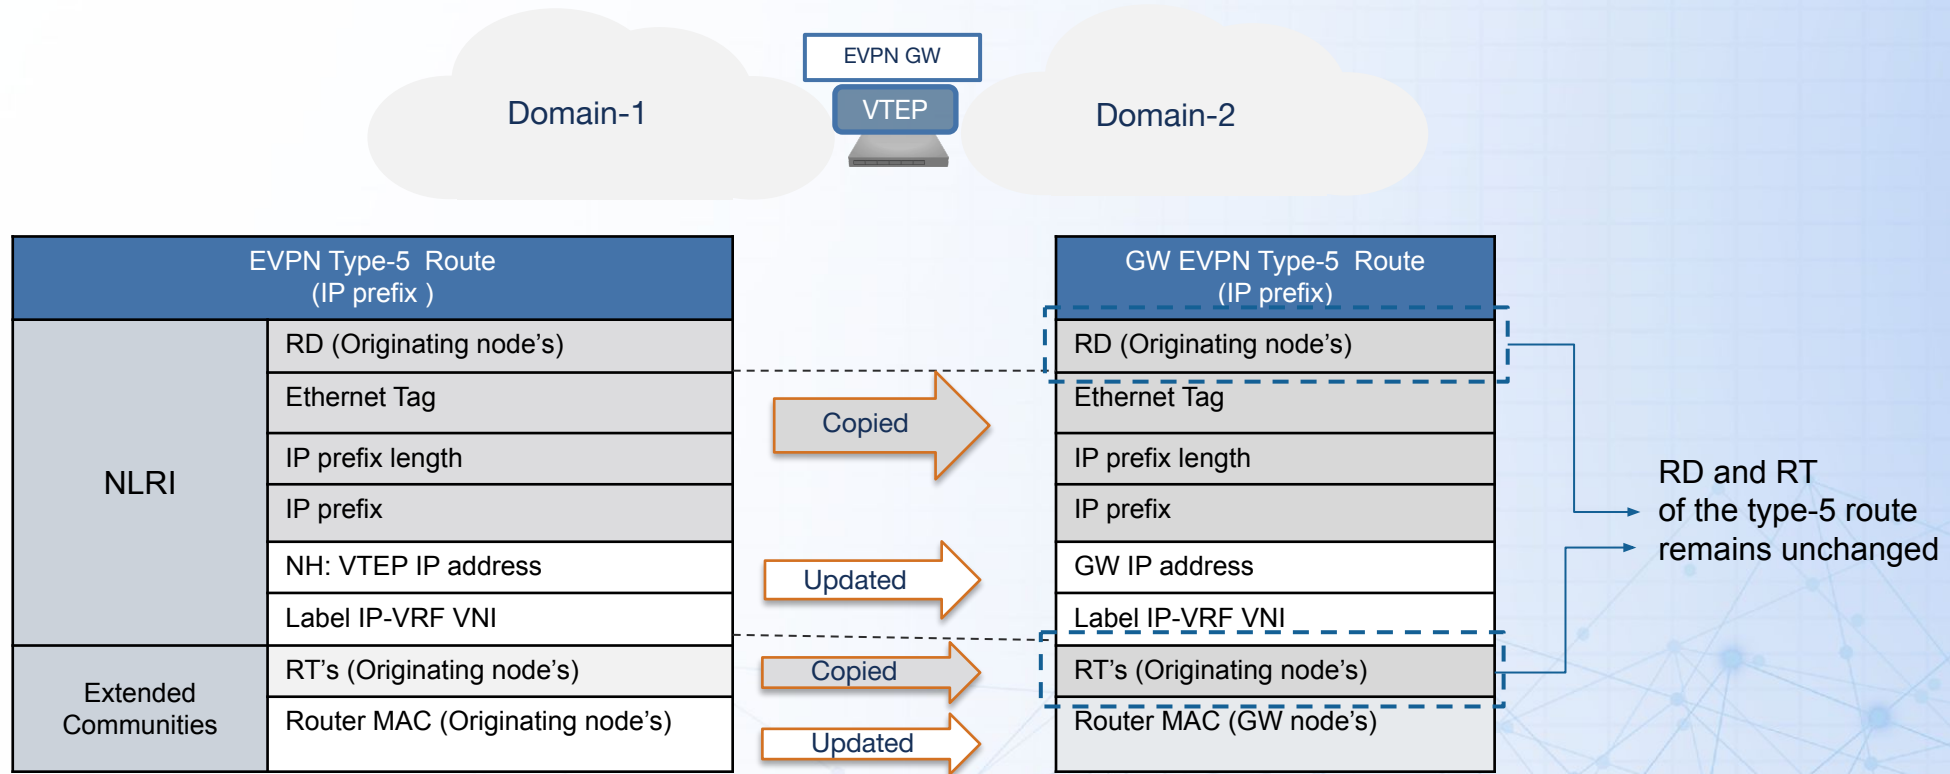 EVPN GW
Domain-1
VTEP
Domain-2
EVPN Type-5 Route
(IP prefix )
NLRI
RD (Originating node's)
Ethernet Tag
IP prefix length
IP prefix
NH: VTEP IP address
Label IP-VRF VNI
Extended
Communities
RT's (Originating node's)
Router MAC (Originating node's)
Copied
Updated
Copied
Updated
GW EVPN Type-5 Route
(IP prefix)
RD (Originating node's)
Ethernet Tag
IP prefix length
IP prefix
GW IP address
Label IP-VRF VNI
RT's (Originating node's)
Router MAC (GW node's)
RD and RT
of the type-5 route
remains unchanged